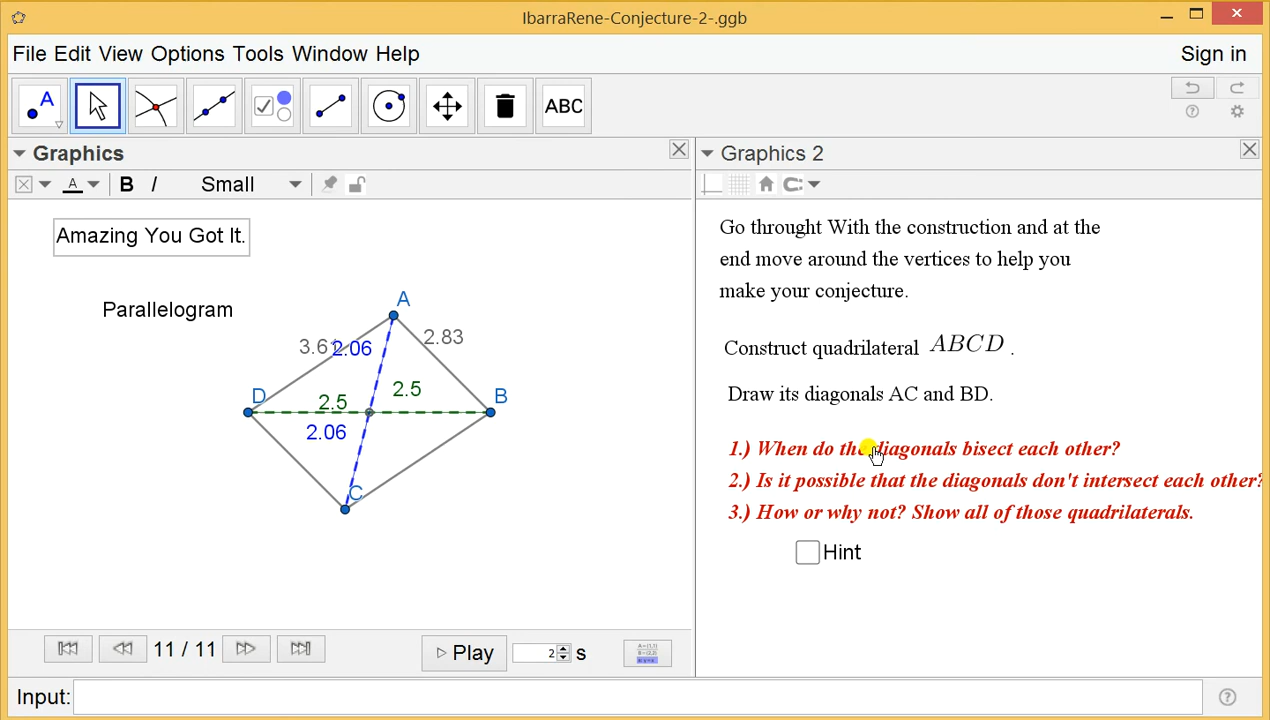 IbarraRene-Conjecture-2-.ggb
File Edit View Options Tools Window Help
Sign in
A
ABC
Graphics
Graphics 2
A
B I Small
Amazing You Got It.
Parallelogram
A
3.6
2.06
2.83
D
2.5
2.5
B
2.06
C
11 / 11
Play
2 s
Go throught With the construction and at the
end move around the vertices to help you
make your conjecture.
Construct quadrilateral ABCD .
Draw its diagonals AC and BD.
1.) When do the diagonals bisect each other?
2.) Is it possible that the diagonals don't intersect each other?
3.) How or why not? Show all of those quadrilaterals.
Hint
Input: